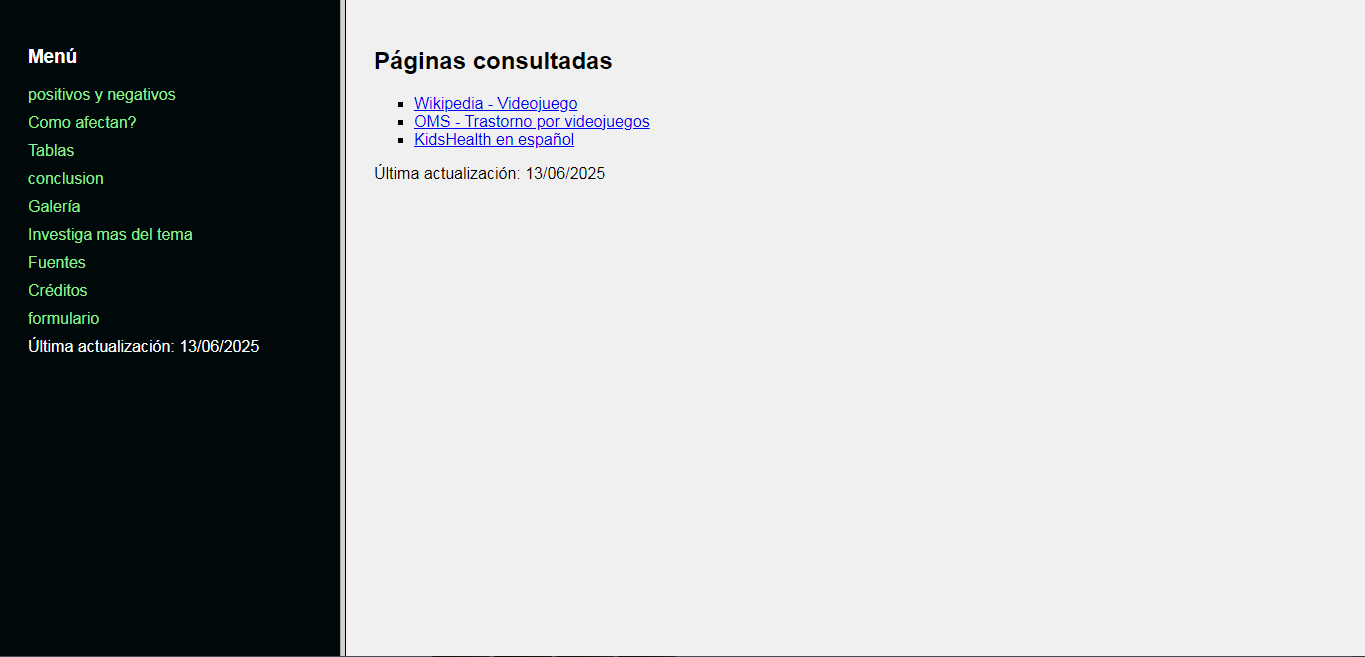 Menú
positivos y negativos
Como afectan?
Tablas
conclusion
Galería
Investiga mas del tema
Fuentes
Créditos
formulario
Última actualización: 13/06/2025
Páginas consultadas
Wikipedia - Videojuego
OMS - Trastorno por videojuegos
KidsHealth en español
Última actualización: 13/06/2025